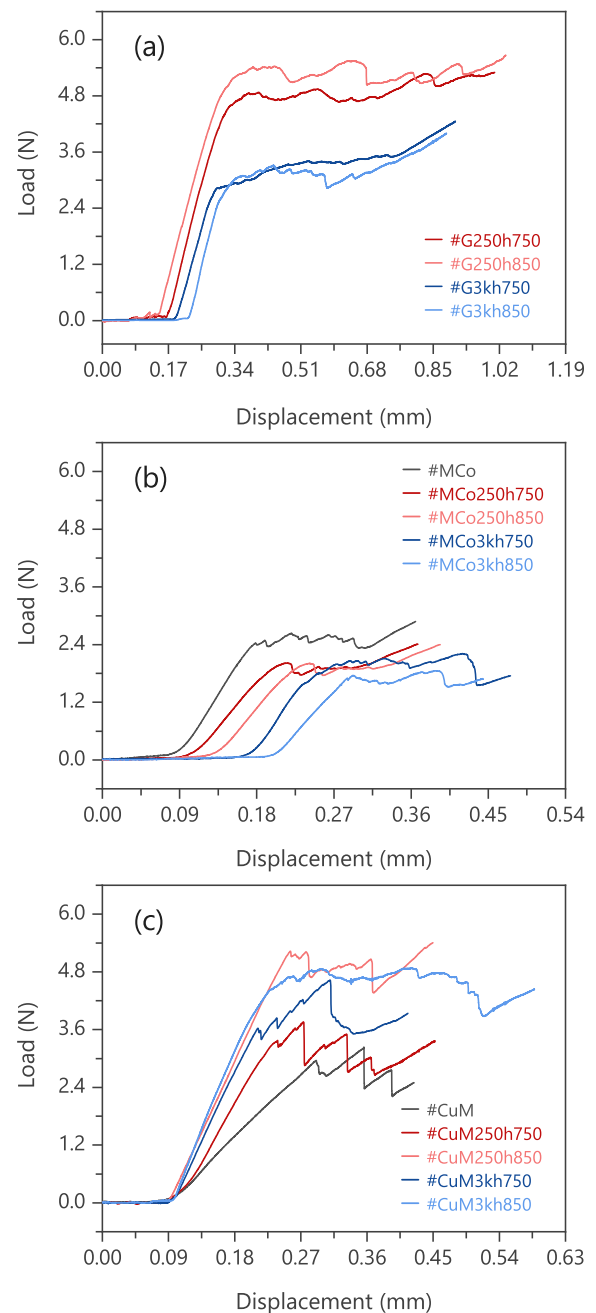 (a)
6.0
4.8
3.6
2.4
1.2
0.0
Load (N)
#G250h750
#G250h850
#G3kh750
#G3kh850
0.00 0.17 0.34 0.51 0.68 0.85 1.02 1.19
Displacement (mm)
(b)
6.0
4.8
3.6
2.4
1.2
0.0
Load (N)
#MCo
#MCo250h750
#MCo250h850
#MCo3kh750
#MCo3kh850
0.00 0.09 0.18 0.27 0.36 0.45 0.54
Displacement (mm)
(c)
6.0
4.8
3.6
2.4
1.2
0.0
Load (N)
#CuM
#CuM250h750
#CuM250h850
#CuM3kh750
#CuM3kh850
0.00 0.09 0.18 0.27 0.36 0.45 0.54 0.63
Displacement (mm)